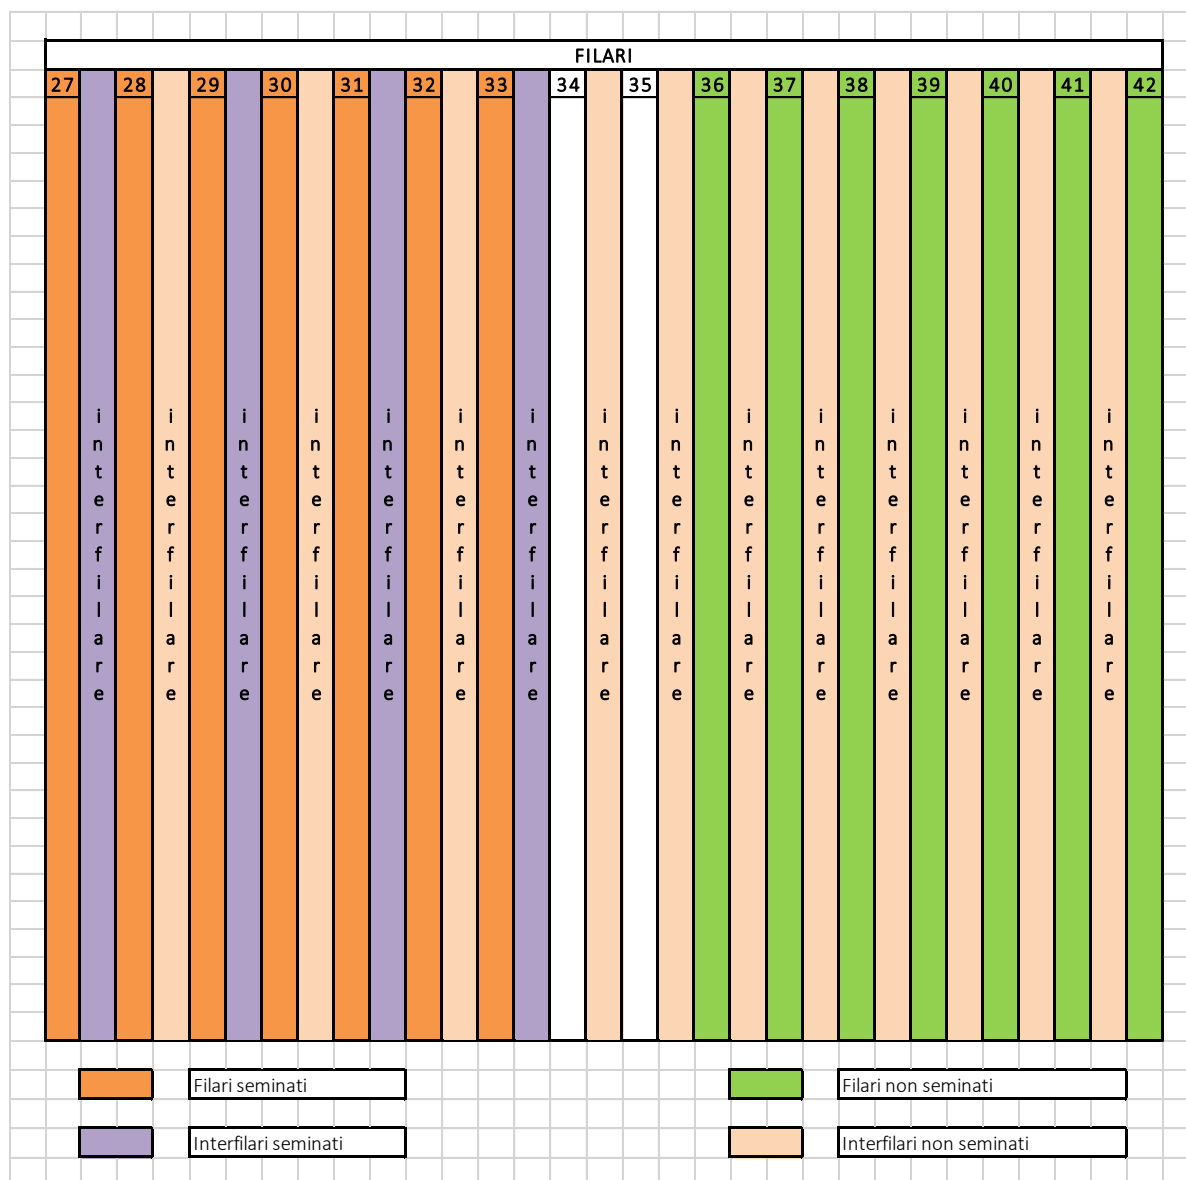 FILARI
27 28 29 30 31 32 33 34 35 36 37 38 39 40 41 42
interfilare interfilare interfilare interfilare interfilare interfilare interfilare interfilare interfilare interfilare interfilare interfilare interfilare interfilare interfilare
Filari seminati Filari non seminati
Interfilari seminati Interfilari non seminati